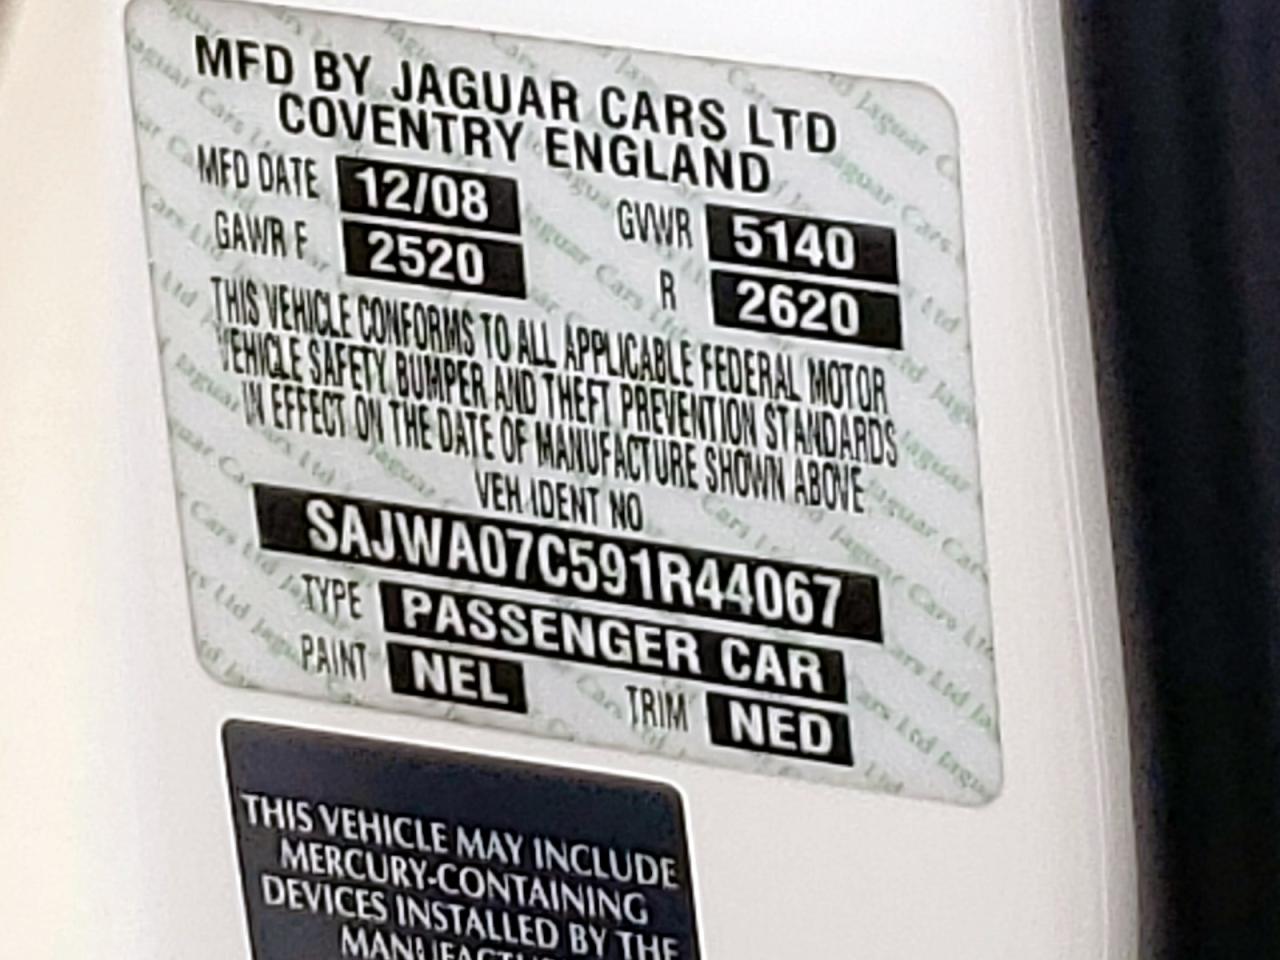 MFD BY JAGUAR CARS LTD
COVENTRY ENGLAND
MFD DATE 12/08 GVWR 5140
GAWR F 2520 R 2620
THIS VEHICLE CONFORMS TO ALL APPLICABLE FEDERAL MOTOR
VEHICLE SAFETY BUMPER AND THEFT PREVENTION STANDARDS
IN EFFECT ON THE DATE OF MANUFACTURE SHOWN ABOVE
VEH IDENT NO
SAJWA07C591R44067
TYPE PASSENGER CAR
PAINT NEL TRIM NED
THIS VEHICLE MAY INCLUDE
MERCURY-CONTAINING
DEVICES INSTALLED BY THE